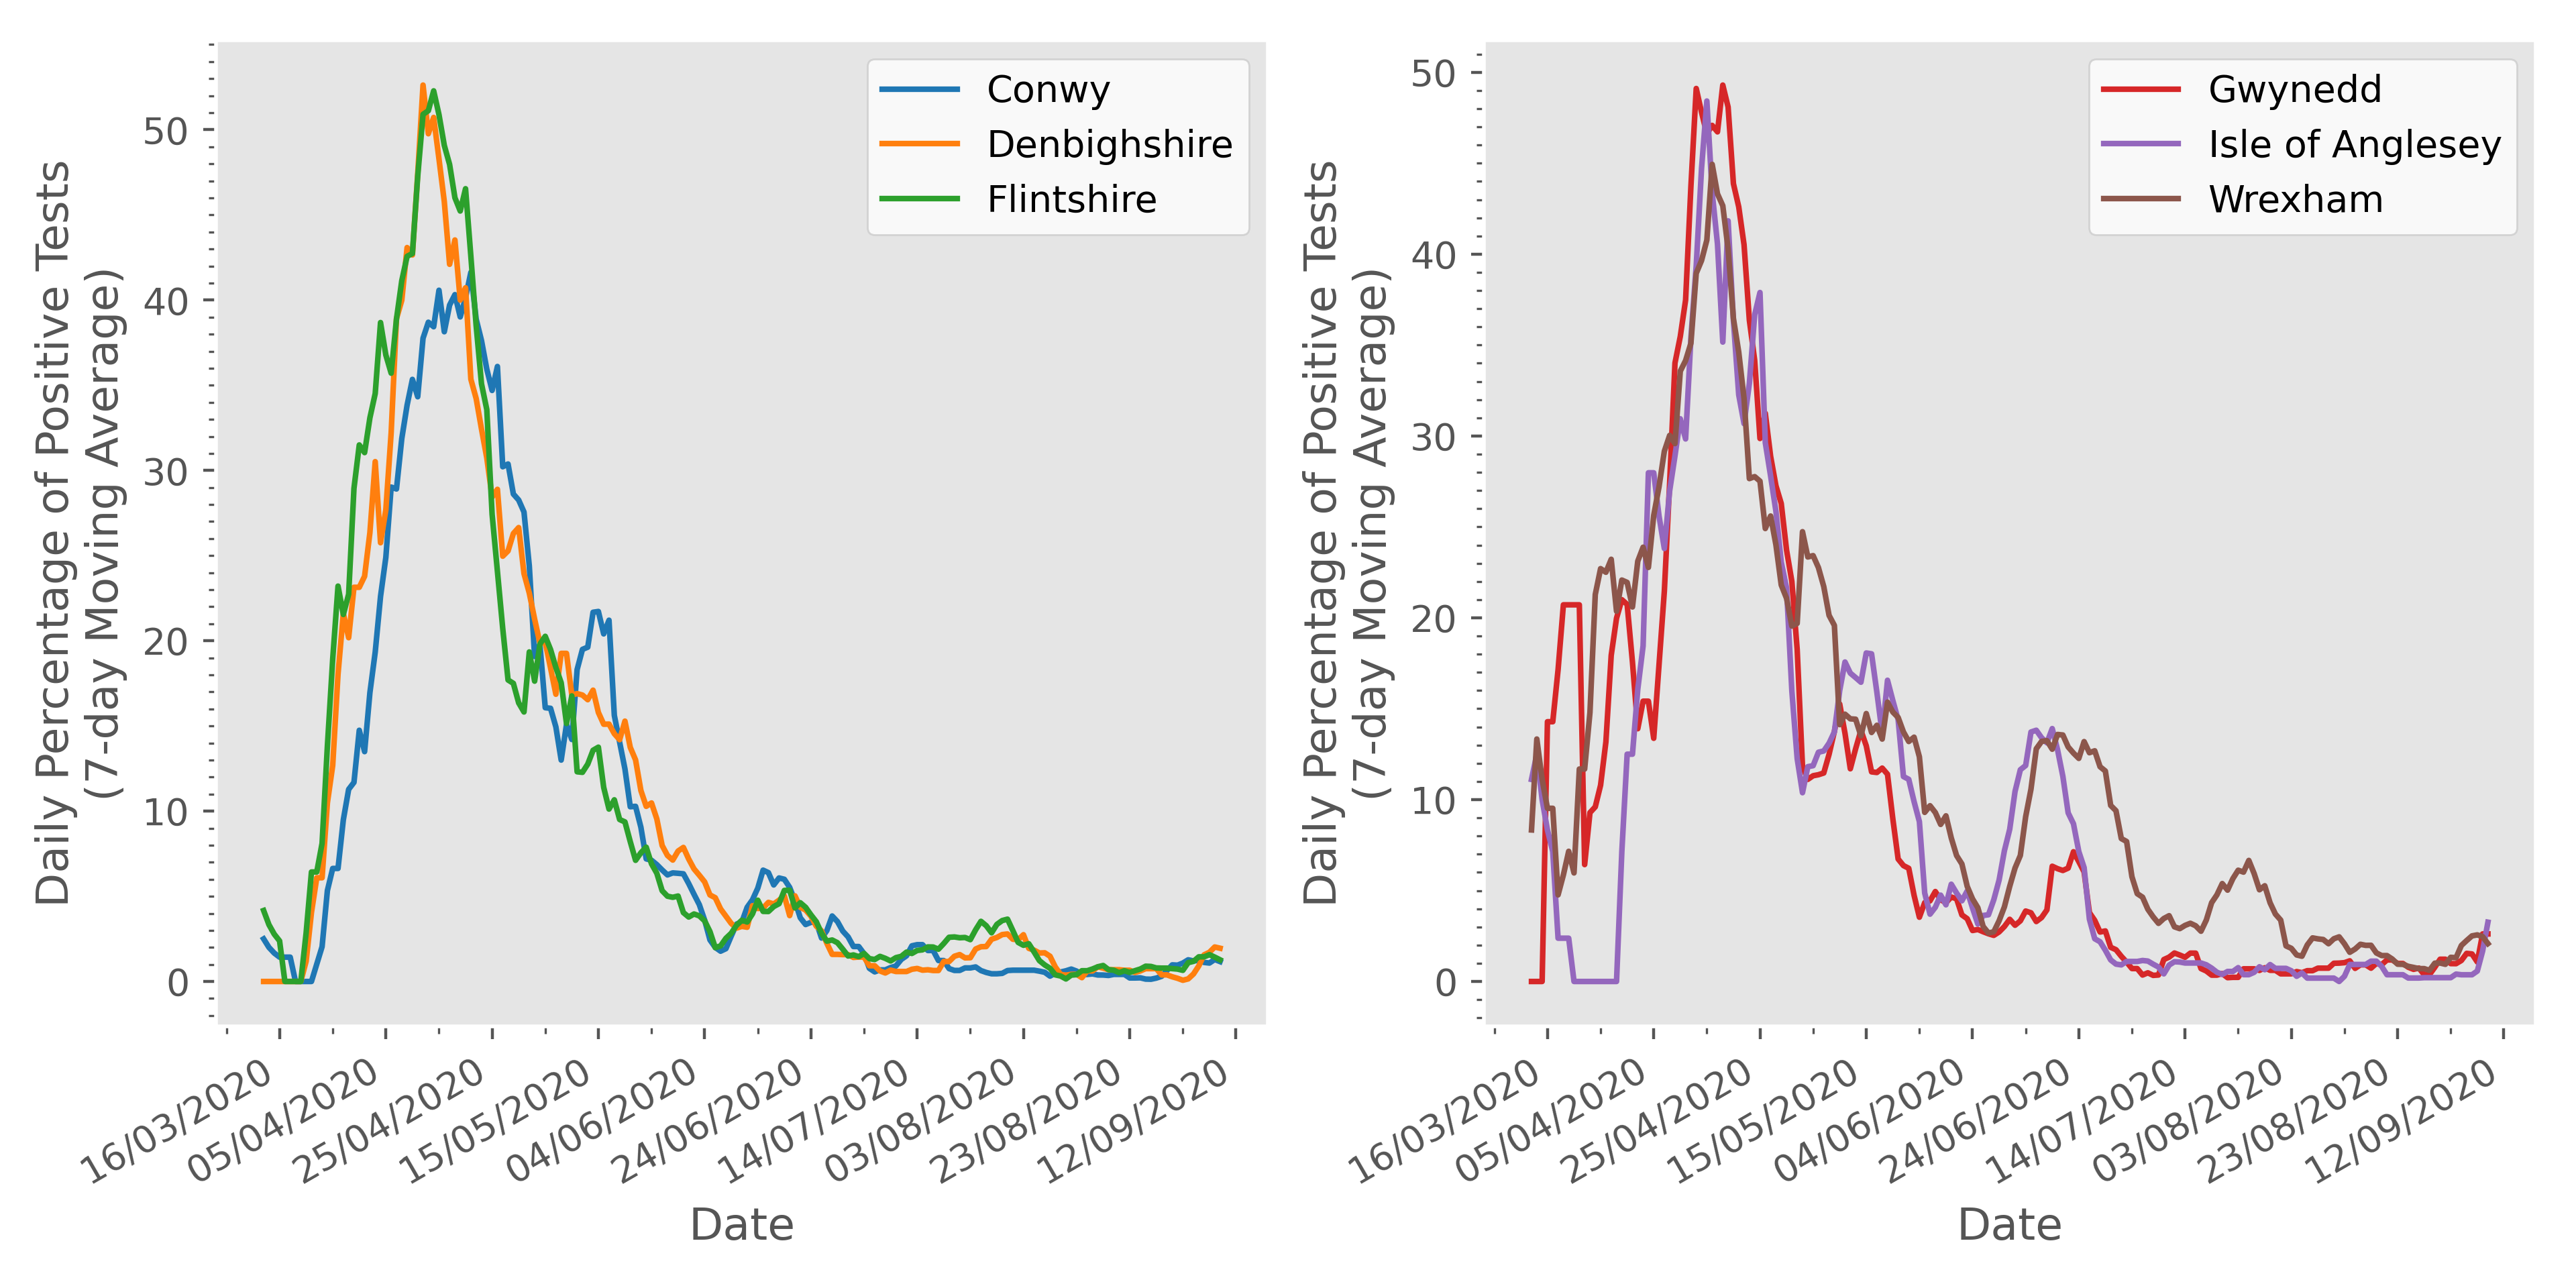 Daily Percentage of Positive Tests
(7-day Moving Average)
50
40
30
20
10
0
Conwy
Denbighshire
Flintshire
16/03/2020
05/04/2020
25/04/2020
15/05/2020
04/06/2020
24/06/2020
14/07/2020
03/08/2020
23/08/2020
12/09/2020
Date
Daily Percentage of Positive Tests
(7-day Moving Average)
50
40
30
20
10
0
Gwynedd
Isle of Anglesey
Wrexham
16/03/2020
05/04/2020
25/04/2020
15/05/2020
04/06/2020
24/06/2020
14/07/2020
03/08/2020
23/08/2020
12/09/2020
Date